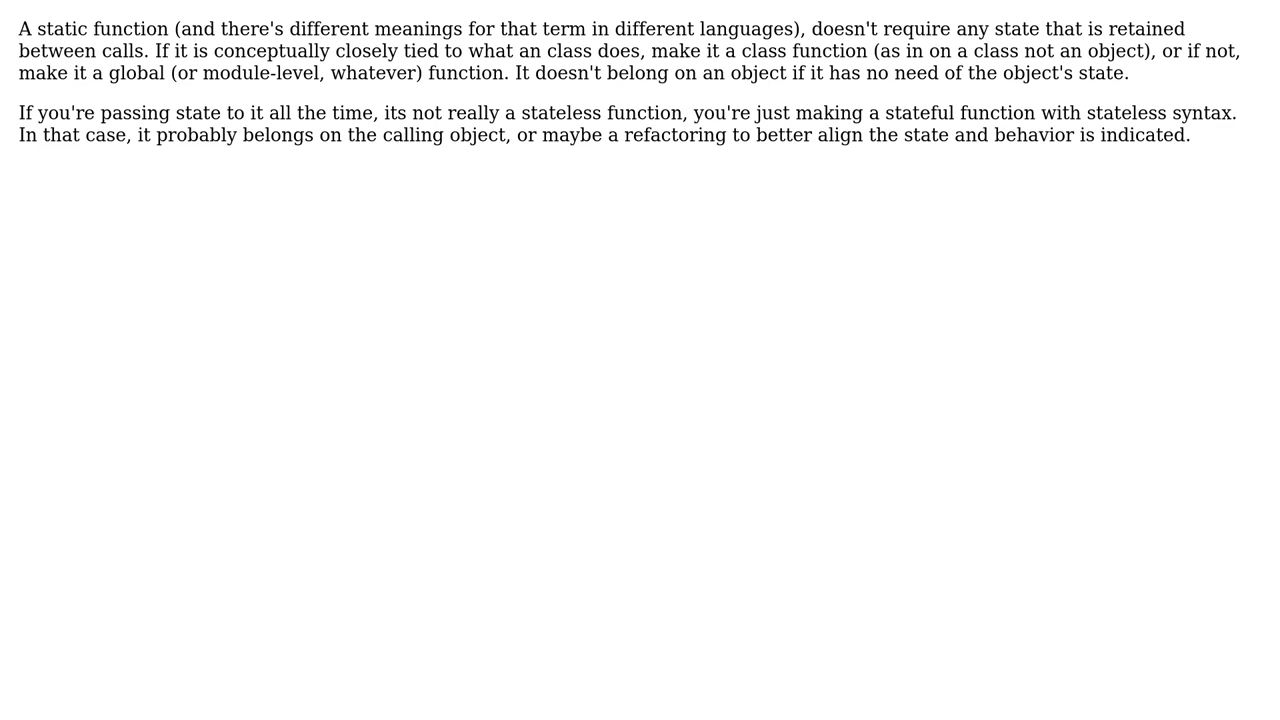 A static function (and there's different meanings for that term in different languages), doesn't require any state that is retained
between calls. If it is conceptually closely tied to what an class does, make it a class function (as in on a class not an object), or if not,
make it a global (or module-level, whatever) function. It doesn't belong on an object if it has no need of the object's state.
If you're passing state to it all the time, its not really a stateless function, you're just making a stateful function with stateless syntax.
In that case, it probably belongs on the calling object, or maybe a refactoring to better align the state and behavior is indicated.